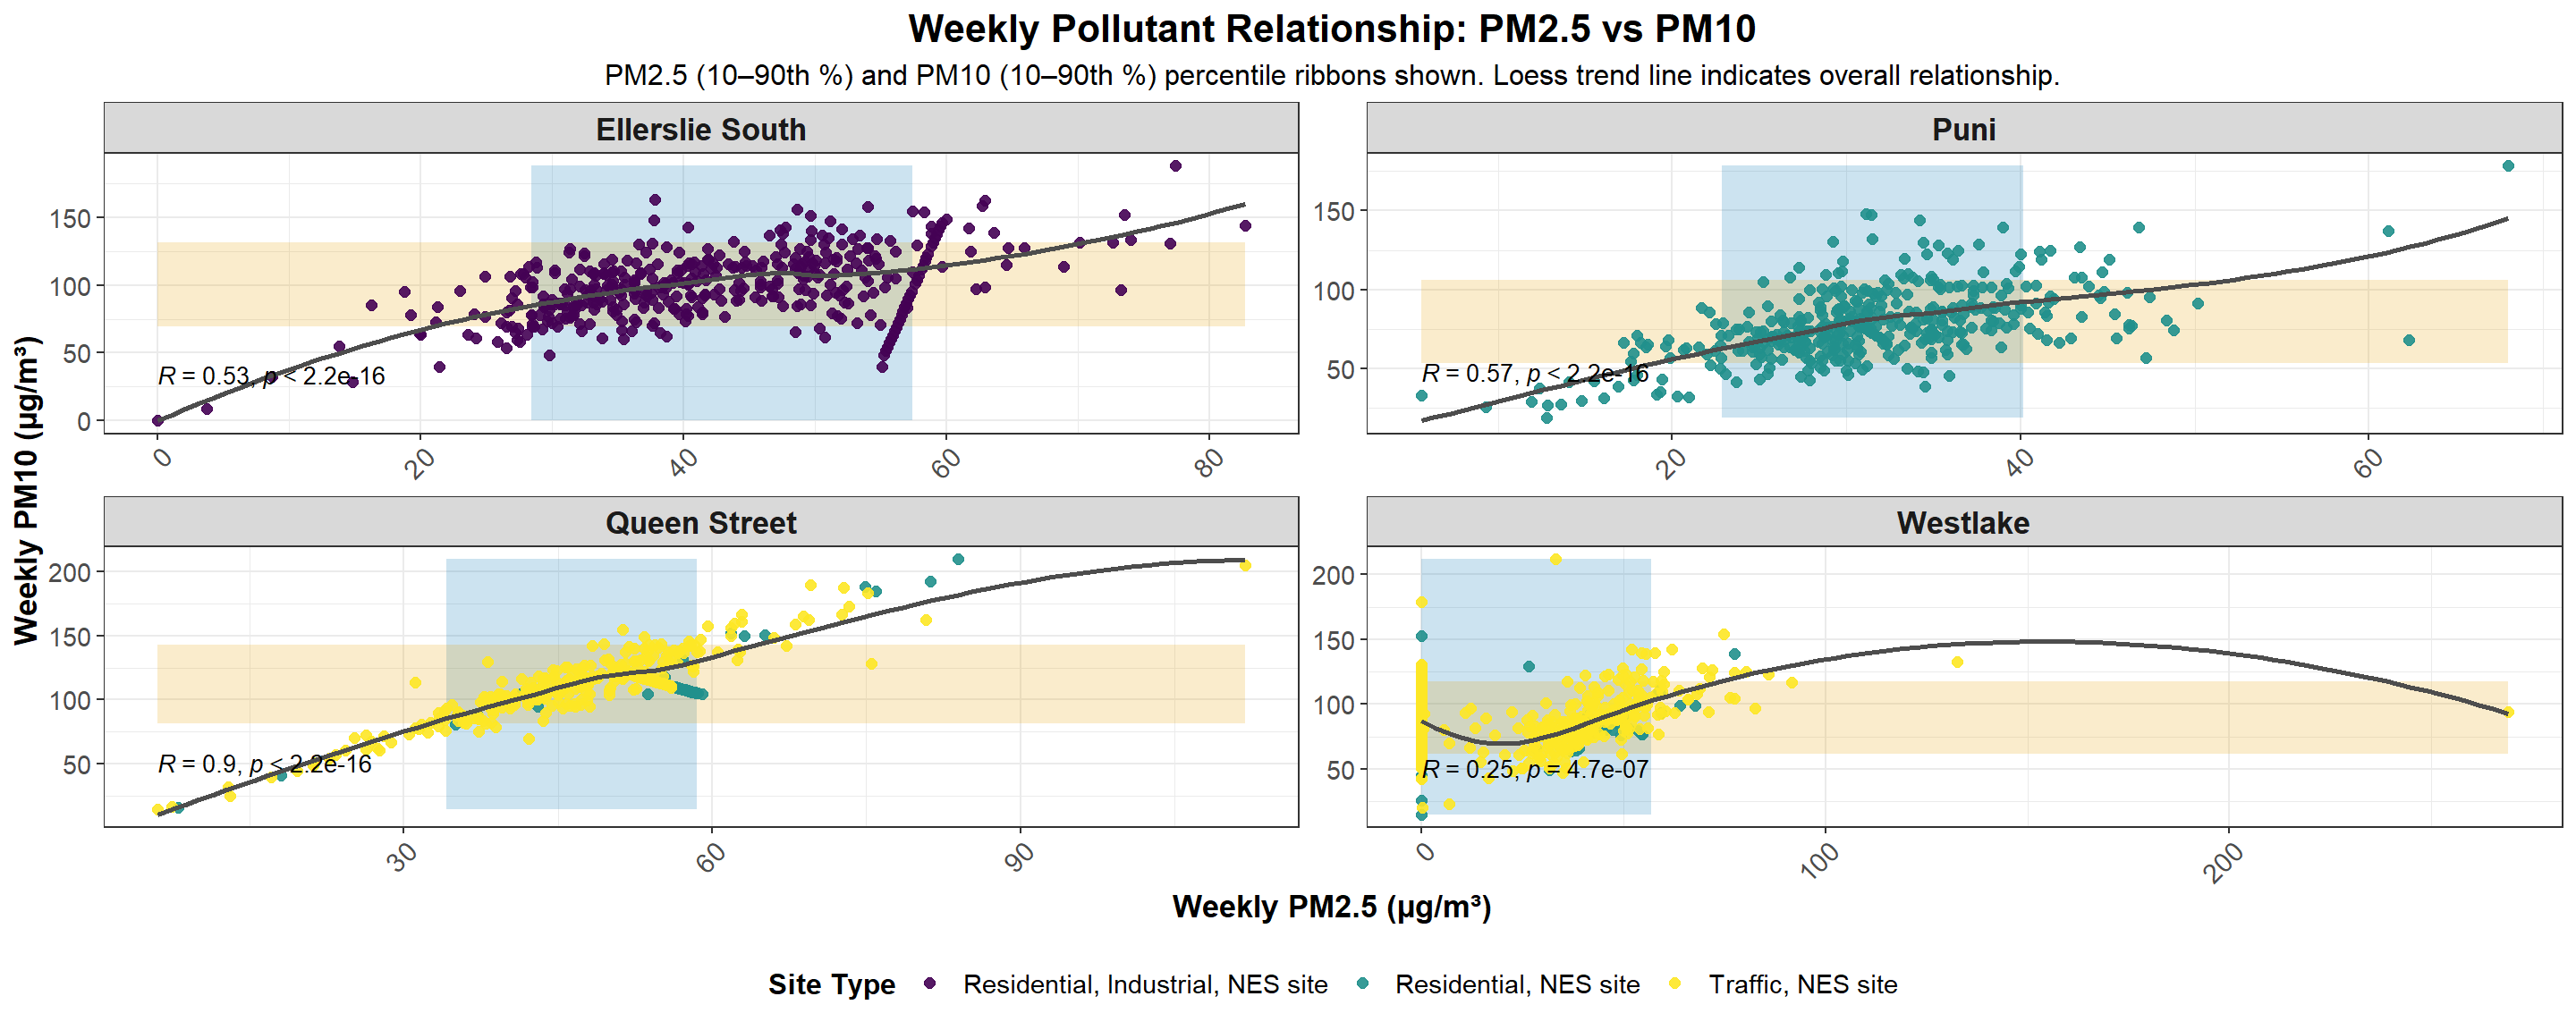 Weekly Pollutant Relationship: PM2.5 vs PM10
PM2.5 (10–90th %) and PM10 (10–90th %) percentile ribbons shown. Loess trend line indicates overall relationship.
Ellerslie South
Puni
150
100
50
0
R = 0.53, p < 2.2e-16
0
20
40
60
80
150
100
50
R = 0.57, p < 2.2e-16
20
40
60
Weekly PM10 (µg/m³)
Queen Street
Westlake
200
150
100
50
R = 0.9, p < 2.2e-16
30
60
90
200
150
100
50
R = 0.25, p = 4.7e-07
0
100
200
Weekly PM2.5 (µg/m³)
Site Type Residential, Industrial, NES site Residential, NES site Traffic, NES site